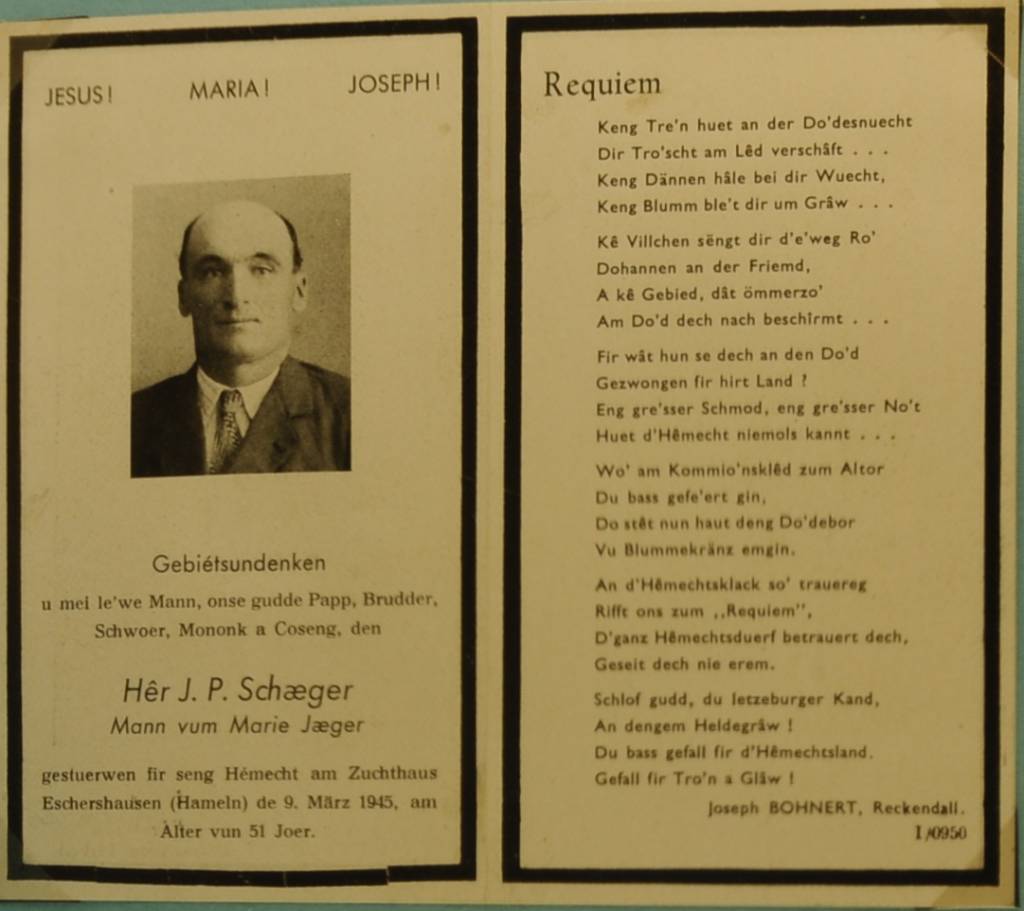 JESUS! MARIA! JOSEPH!
Gebiétsundenken
u mei le'we Mann, onse gudde Papp, Brudder,
Schwoer, Mononk a Coseng, den
Hêr J. P. Schæger
Mann vum Marie Jæger
gestuerwen fir seng Hémecht am Zuchthaus
Eschershausen (Hameln) de 9. März 1945, am
Alter vun 51 Joer.
Requiem
Keng Tre'n huet an der Do'desnuecht
Dir Tro'scht am Lêd verschâft . . .
Keng Dännen hâle bei dir Wuecht,
Keng Blumm ble't dir um Grâw . . .
Kê Villchen sëngt dir d'e'weg Ro'
Dohannen an der Friemd,
A kê Gebied, dât ömmerzo'
Am Do'd dech nach beschîrmt . . .
Fir wât hun se dech an den Do'd
Gezwongen fir hirt Land ?
Eng gre'sser Schmod, eng gre'sser No't
Huet d'Hêmecht niemols kannt . . .
Wo' am Kommio'nsklêd zum Altor
Du bass gefe'ert gin,
Do stêt nun haut deng Do'debor
Vu Blummekränz emgin.
An d'Hêmechtsklack so' trauereg
Rifft ons zum ,,Requiem",
D'ganz Hêmechtsduerf betrauert dech,
Geseit dech nie erem.
Schlof gudd, du letzeburger Kand,
An dengem Heldegrâw !
Du bass gefall fir d'Hêmechtsland.
Gefall fir Tro'n a Glâw !
Joseph BOHNERT, Reckendall.
I/0950